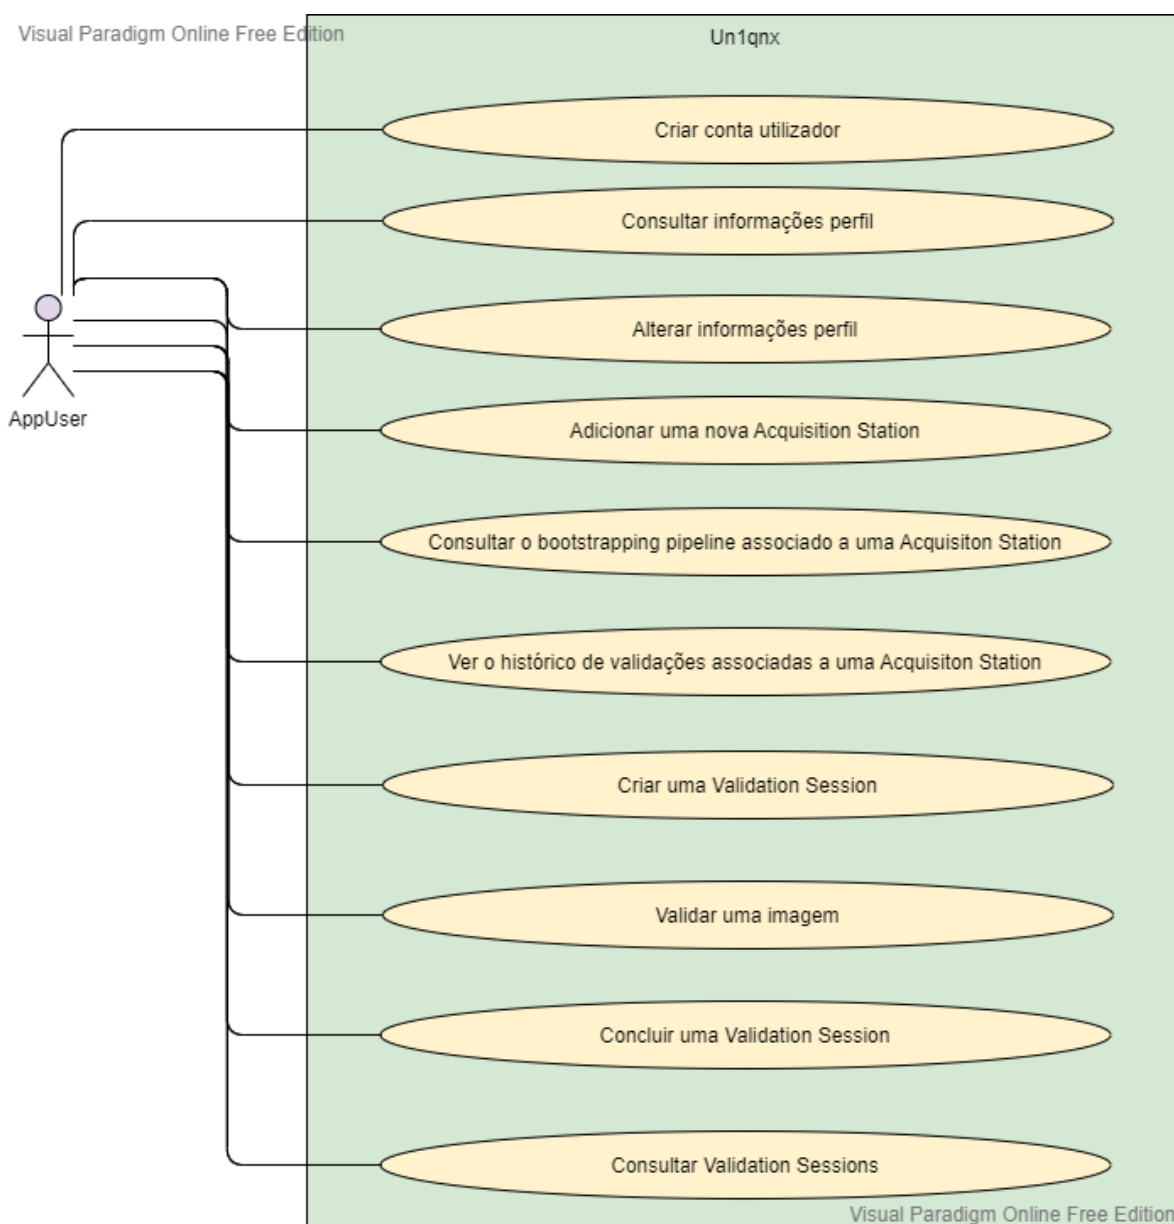 Visual Paradigm Online Free Edition
Un1qnx
Criar conta utilizador
Consultar informações perfil
Alterar informações perfil
AppUser
Adicionar uma nova Acquisition Station
Consultar o bootstrapping pipeline associado a uma Acquisiton Station
Ver o histórico de validações associadas a uma Acquisiton Station
Criar uma Validation Session
Validar uma imagem
Concluir uma Validation Session
Consultar Validation Sessions
Visual Paradigm Online Free Edition